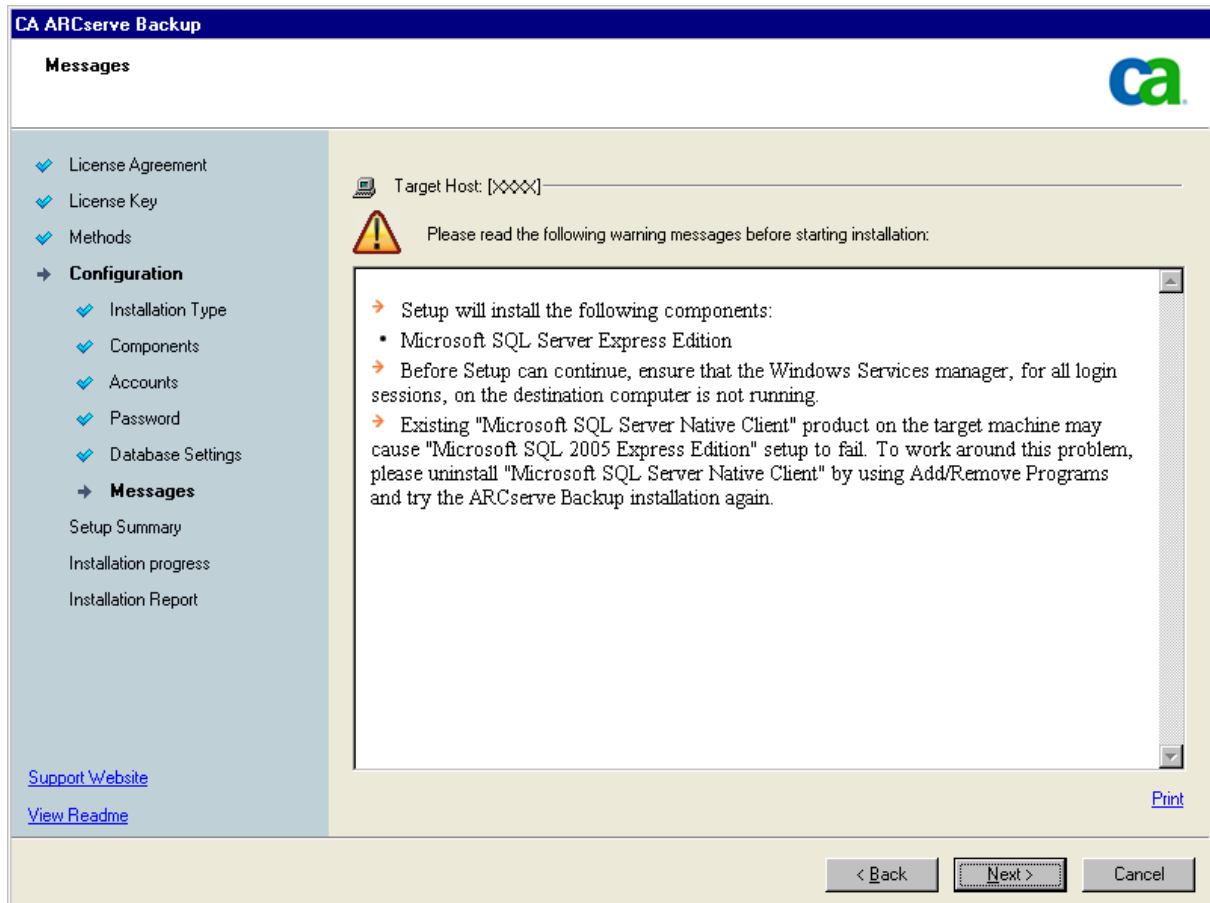 CA ARCserve Backup
Messages
ca
License Agreement
License Key
Methods
Configuration
Installation Type
Components
Accounts
Password
Database Settings
Messages
Setup Summary
Installation progress
Installation Report
Support Website
View Readme
Target Host: [XXXX]
Please read the following warning messages before starting installation:
Setup will install the following components:
• Microsoft SQL Server Express Edition
Before Setup can continue, ensure that the Windows Services manager, for all login
sessions, on the destination computer is not running.
Existing "Microsoft SQL Server Native Client" product on the target machine may
cause "Microsoft SQL 2005 Express Edition" setup to fail. To work around this problem,
please uninstall "Microsoft SQL Server Native Client" by using Add/Remove Programs
and try the ARCserve Backup installation again.
Print
< Back
Next >
Cancel